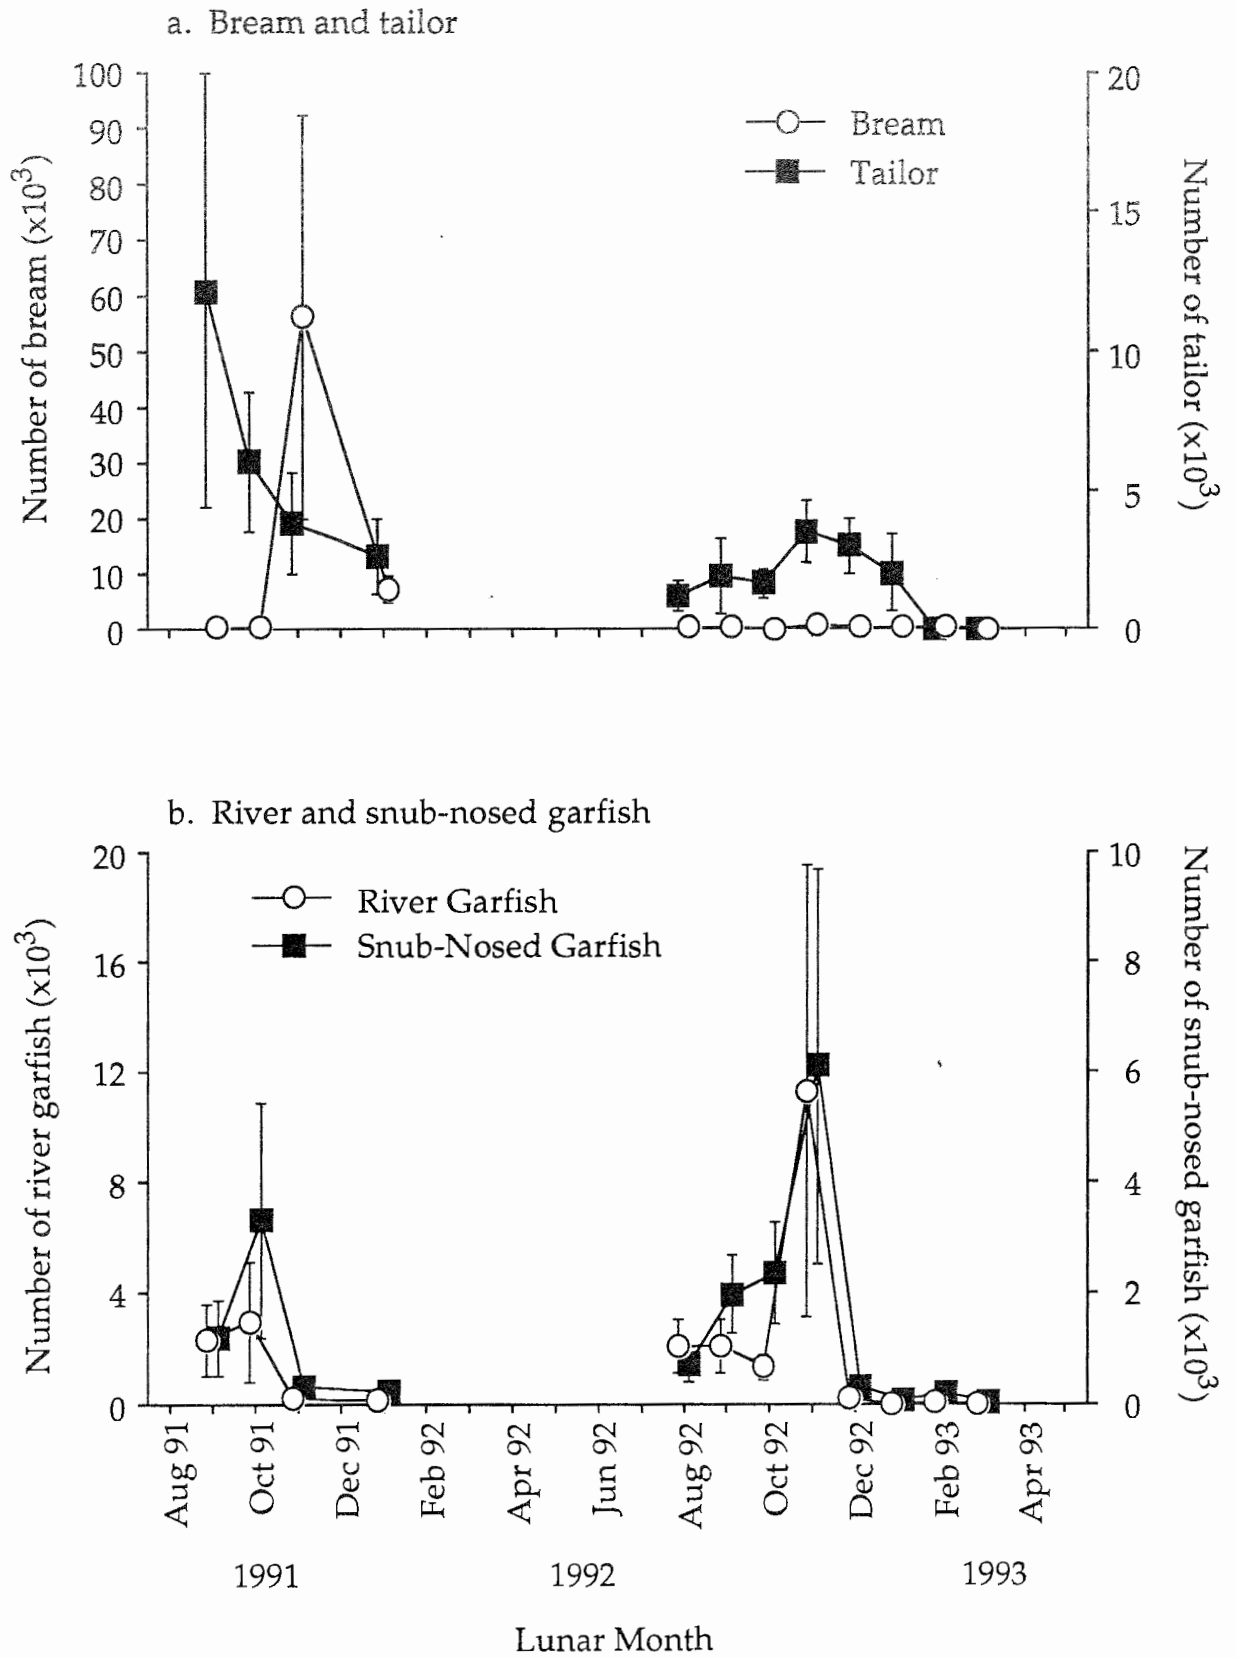 a. Bream and tailor
100
90
80
70
60
50
40
30
20
10
0
Number of bream (x10³)
Bream
Tailor
20
15
10
5
0
Number of tailor (x10³)
b. River and snub-nosed garfish
20
16
12
8
4
0
Number of river garfish (x10³)
River Garfish
Snub-Nosed Garfish
10
8
6
4
2
0
Number of snub-nosed garfish (x10³)
Aug 91
Oct 91
Dec 91
Feb 92
Apr 92
Jun 92
Aug 92
Oct 92
Dec 92
Feb 93
Apr 93
1991
1992
1993
Lunar Month